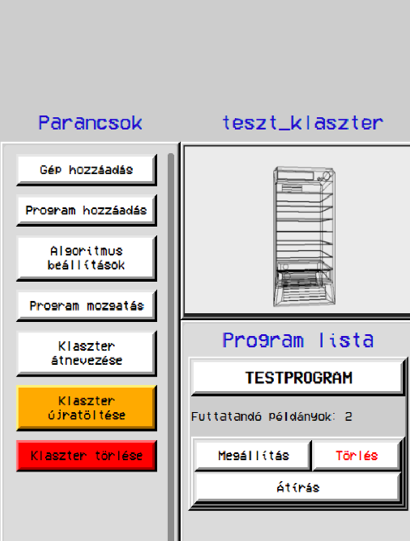 Parancsok
Gép hozzáadás
Program hozzáadás
Algoritmus
beállítások
Program mozgatás
Klaszter
átnevezése
Klaszter
újratöltése
Klaszter törlése
teszt_klaszter
Program lista
TESTPROGRAM
Futtatandó példányok: 2
Megállítás
Törlés
Átírás